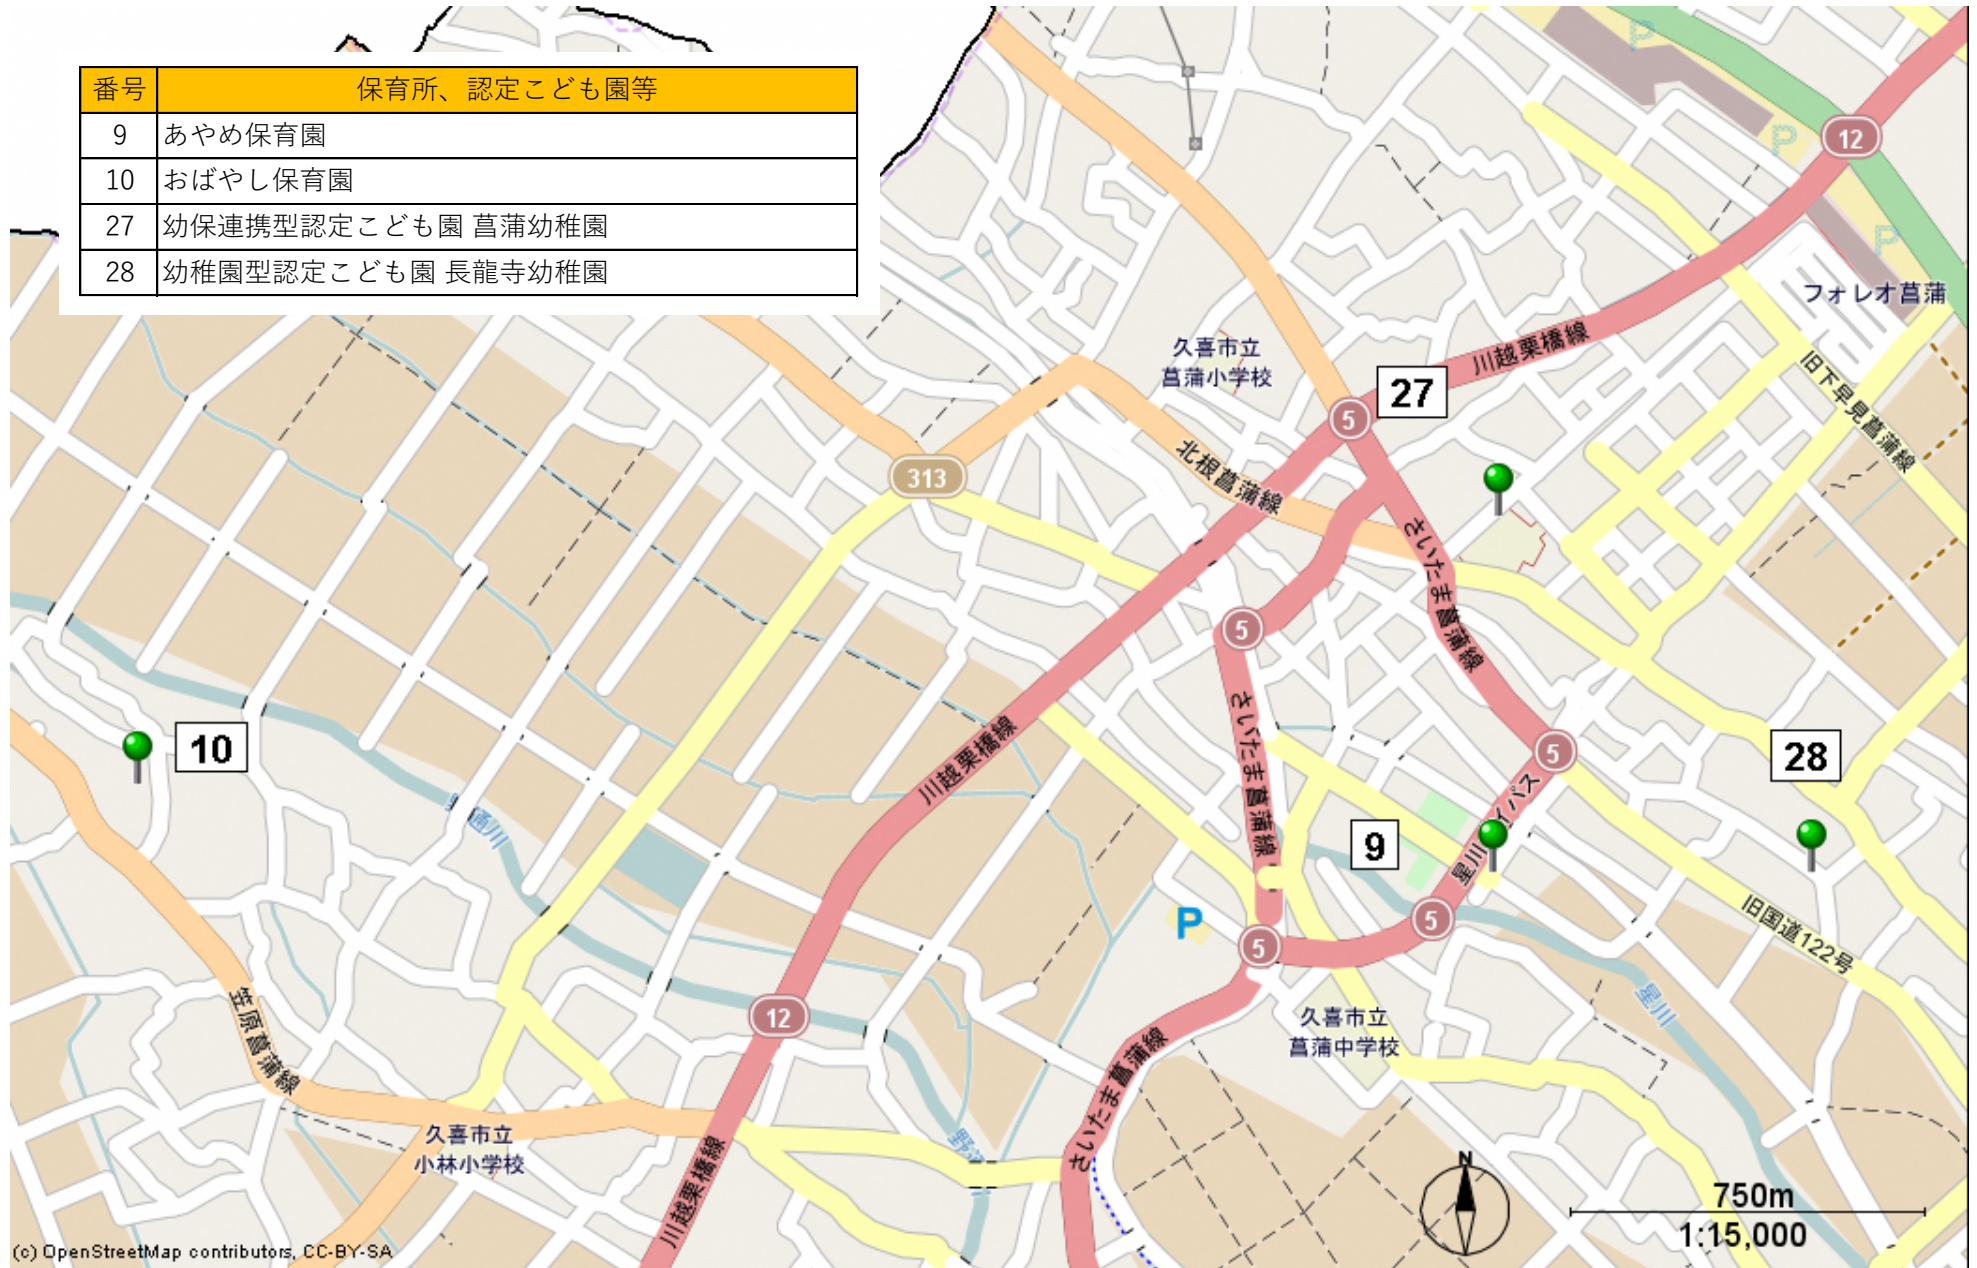 番号 保育所、認定こども園等
9 あやめ保育園
10 おばやし保育園
27 幼保連携型認定こども園 菖蒲幼稚園
28 幼稚園型認定こども園 長龍寺幼稚園
P
12
P
P
フォレオ菖蒲
川越栗橋線
久喜市立
菖蒲小学校
27
5
旧下早見菖蒲線
北根菖蒲線
313
さいたま菖蒲線
5
さいたま菖蒲線
10
川越栗橋線
5
28
9
星川 イパス
5
P
5
旧国道122号
星川
笠原菖蒲線
12
久喜市立
菖蒲中学校
さいたま菖蒲線
久喜市立
小林小学校
川越栗橋線
N
750m
1:15,000
(c) OpenStreetMap contributors, CC-BY-SA